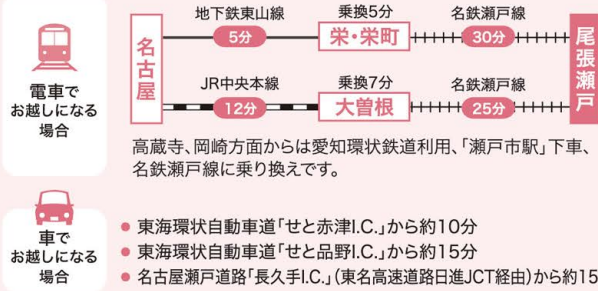 電車で
お越しになる
場合
地下鉄東山線 乗換5分 名鉄瀬戸線
5分 栄・栄町 30分
名古屋
尾張瀬戸
JR中央本線 乗換7分 名鉄瀬戸線
12分 大曽根 25分
高蔵寺、岡崎方面からは愛知環状鉄道利用、「瀬戸市駅」下車、
名鉄瀬戸線に乗り換えです。
車で
お越しになる
場合
● 東海環状自動車道「せと赤津I.C.」から約10分
● 東海環状自動車道「せと品野I.C.」から約15分
● 名古屋瀬戸道路「長久手I.C.」（東名高速道路日進JCT経由）から約15